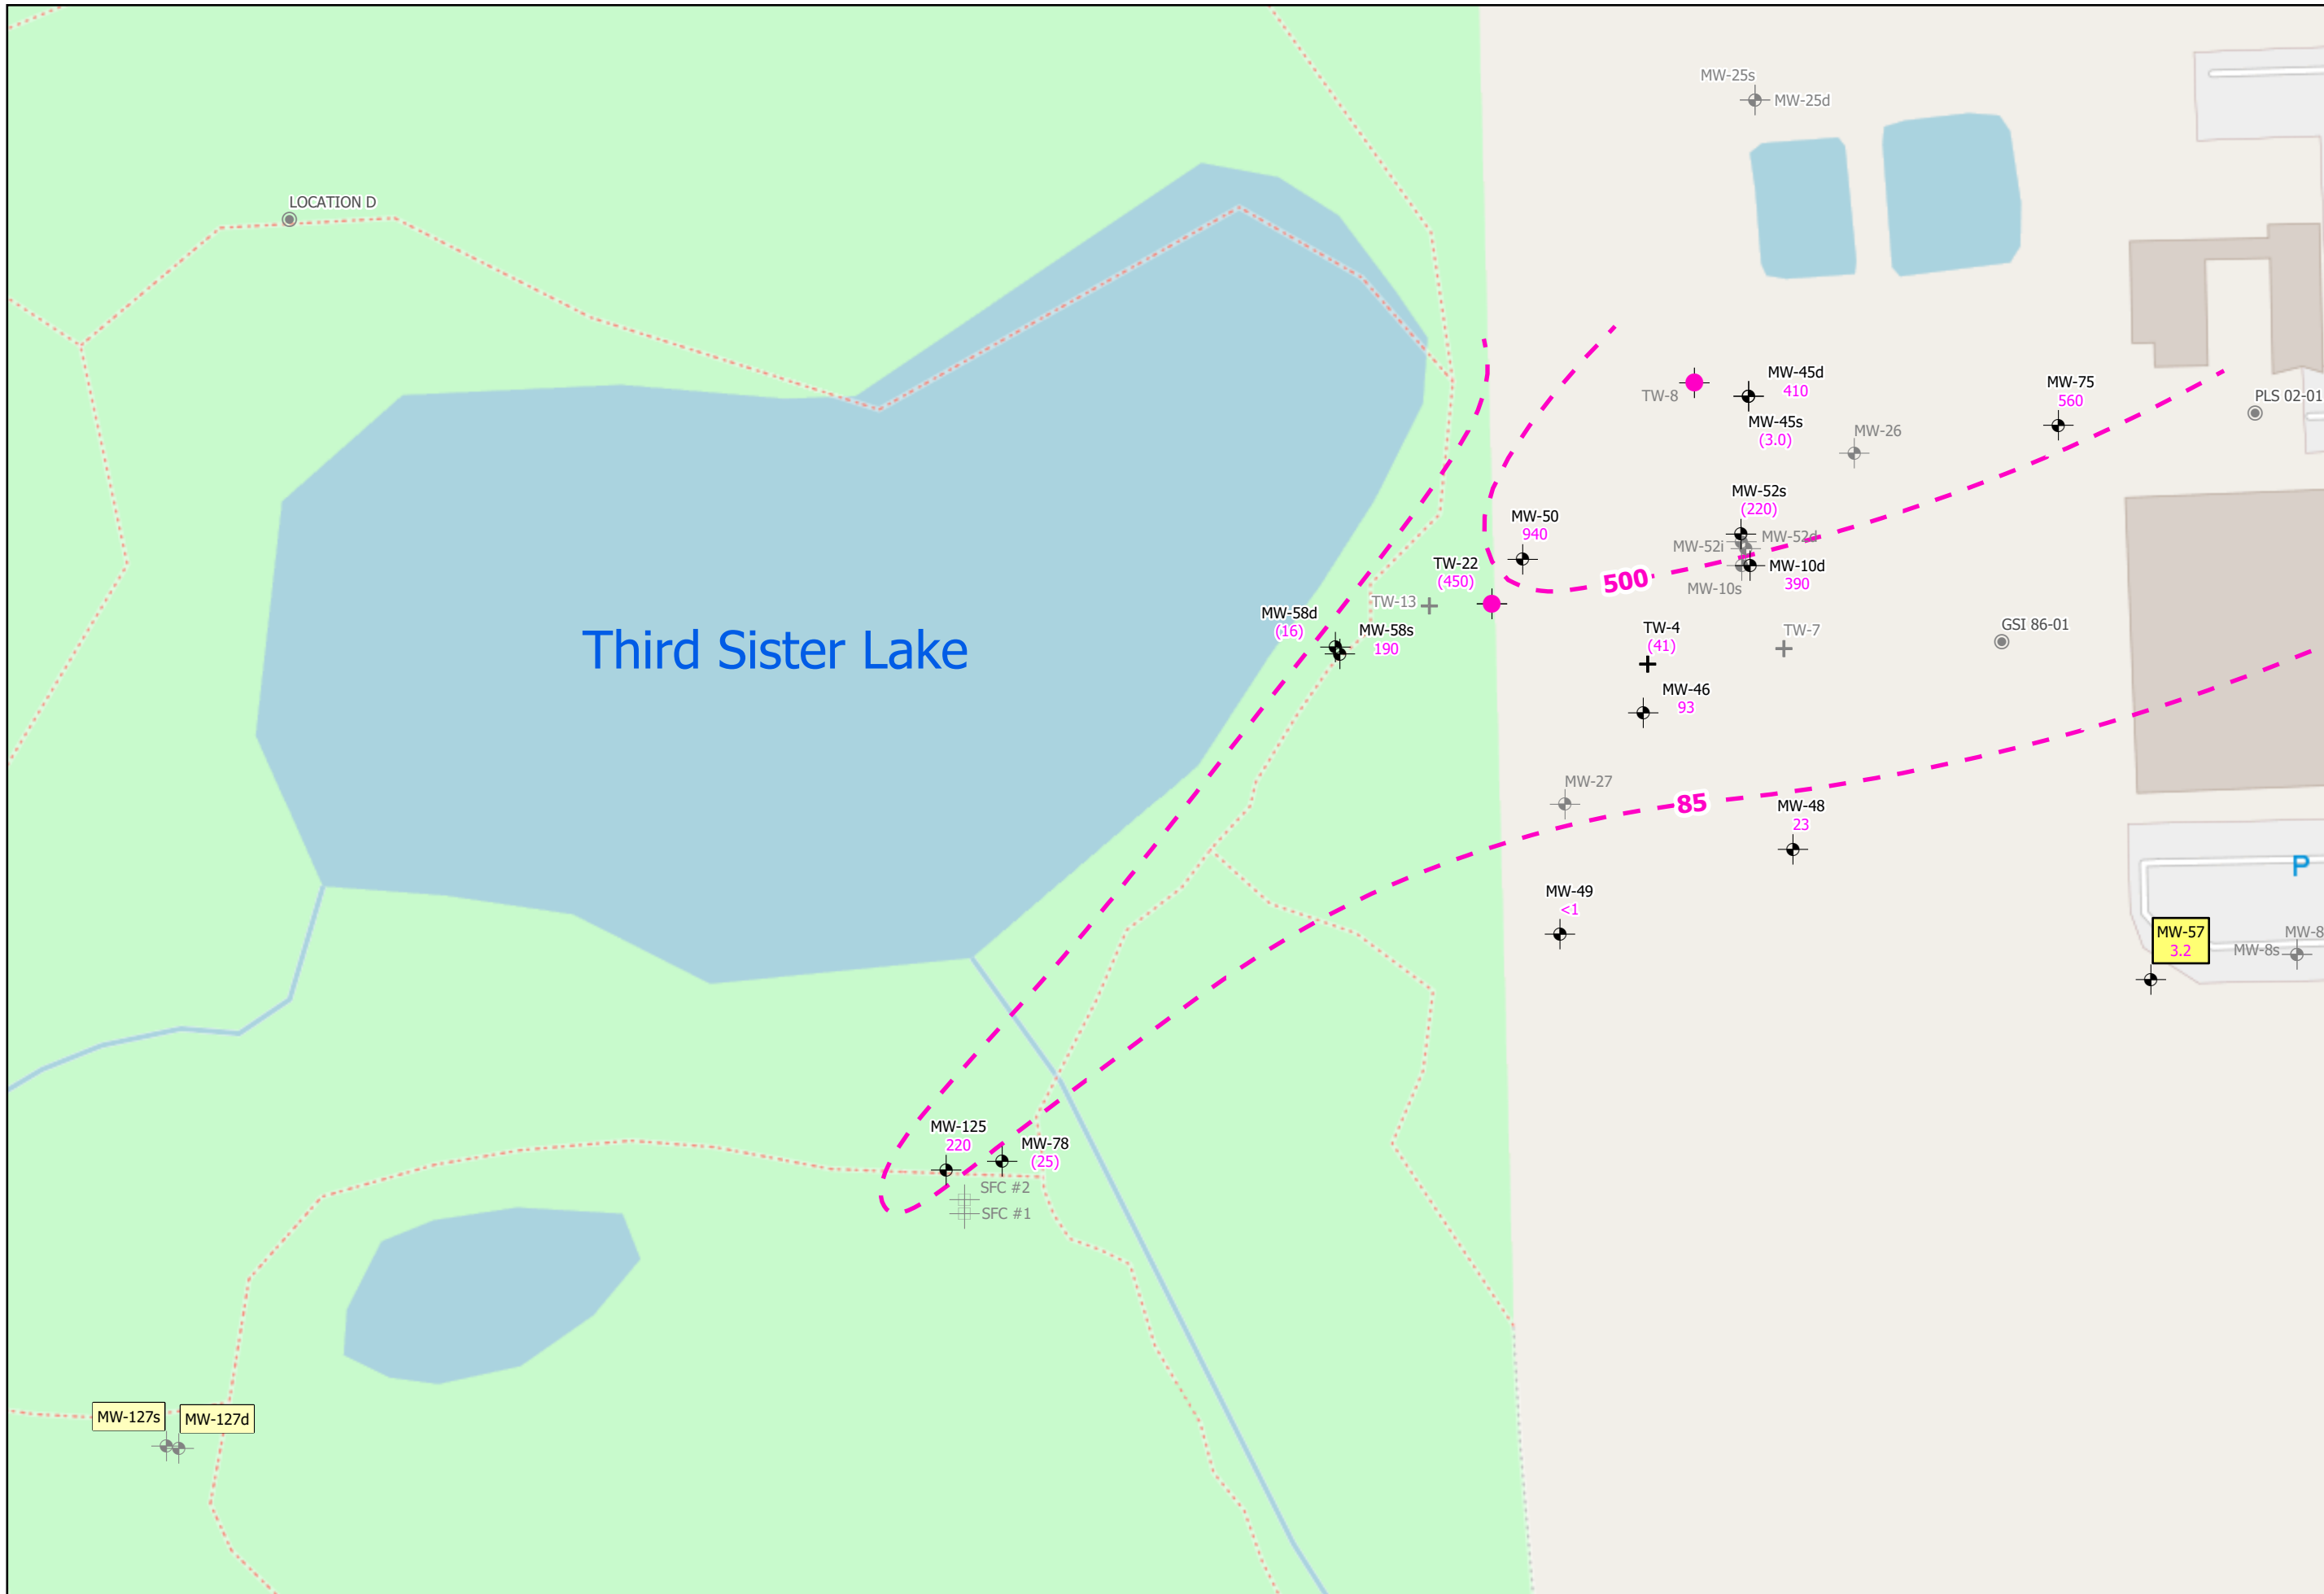 MW-25s
MW-25d
LOCATION D
MW-45d
410
TW-8
MW-45s
(3.0)
MW-75
560
PLS 02-01
MW-26
MW-52s
(220)
MW-50
940
MW-52d
MW-52i
TW-22
(450)
500
MW-10d
390
MW-10s
TW-13
MW-58d
(16)
MW-58s
190
Third Sister Lake
TW-4
(41)
TW-7
GSI 86-01
MW-46
93
MW-27
85
MW-48
23
P
MW-49
<1
MW-57
3.2
MW-8
MW-8s
MW-125
220
MW-78
(25)
SFC #2
SFC #1
MW-127s
MW-127d